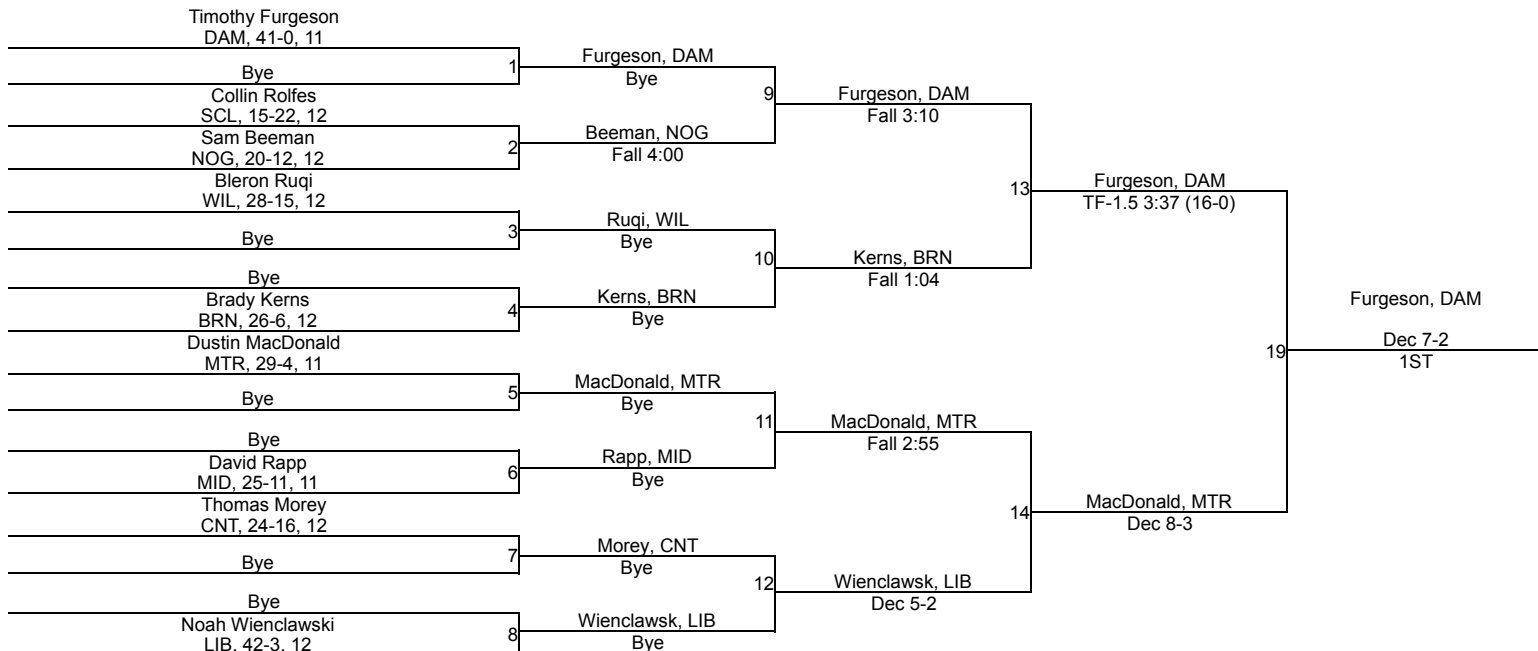 Timothy Furgeson
DAM, 41-0, 11
Bye
1
Collin Rolfes
SCL, 15-22, 12
Sam Beeman
NOG, 20-12, 12
2
Bleron Ruqi
WIL, 28-15, 12
Bye
3
Bye
Brady Kerns
BRN, 26-6, 12
4
Dustin MacDonald
MTR, 29-4, 11
Bye
5
Bye
David Rapp
MID, 25-11, 11
6
Thomas Morey
CNT, 24-16, 12
Bye
7
Bye
Noah Wienclawski
LIB, 42-3, 12
8
Furgeson, DAM
Bye
9
Beeman, NOG
Fall 4:00
Ruqi, WIL
Bye
10
Kerns, BRN
Bye
MacDonald, MTR
Bye
11
Rapp, MID
Bye
Morey, CNT
Bye
12
Wienclawsk, LIB
Bye
Furgeson, DAM
Fall 3:10
13
Kerns, BRN
Fall 1:04
MacDonald, MTR
Fall 2:55
14
Wienclawsk, LIB
Dec 5-2
Furgeson, DAM
TF-1.5 3:37 (16-0)
19
MacDonald, MTR
Dec 8-3
Furgeson, DAM
Dec 7-2
1ST